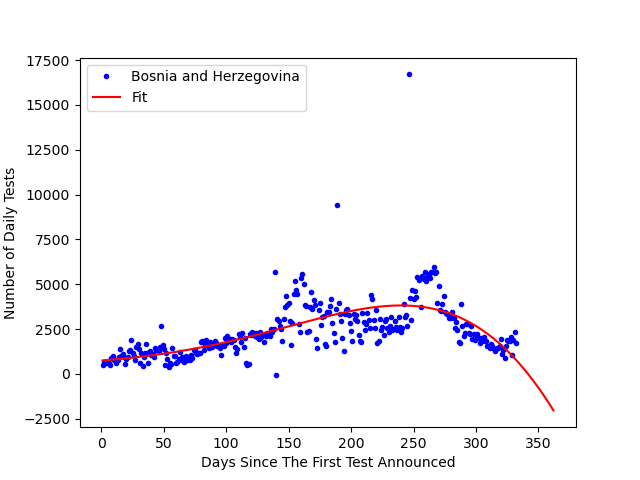 Bosnia and Herzegovina
Fit
17500
15000
12500
10000
7500
5000
2500
0
−2500
Number of Daily Tests
0 50 100 150 200 250 300 350
Days Since The First Test Announced